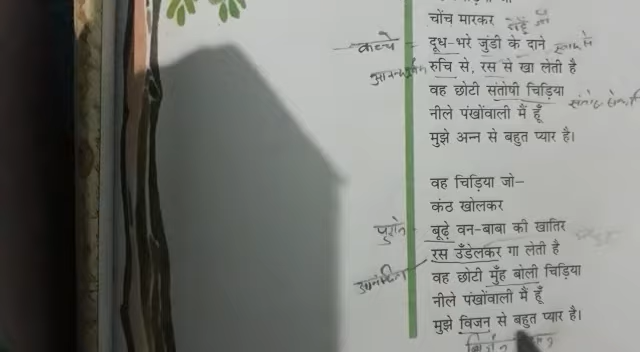 चोंच मारकर
कच्चे - दूध-भरे जुंडी के दाने
रुचि से, रस से खा लेती है
वह छोटी संतोषी चिड़िया
नीले पंखोंवाली मैं हूँ
मुझे अन्न से बहुत प्यार है।
वह चिड़िया जो-
कंठ खोलकर
पुराने - बूढ़े वन-बाबा की खातिर
रस उँडेलकर गा लेती है
वह छोटी मुँह बोली चिड़िया
नीले पंखोंवाली मैं हूँ
मुझे विजन से बहुत प्यार है।